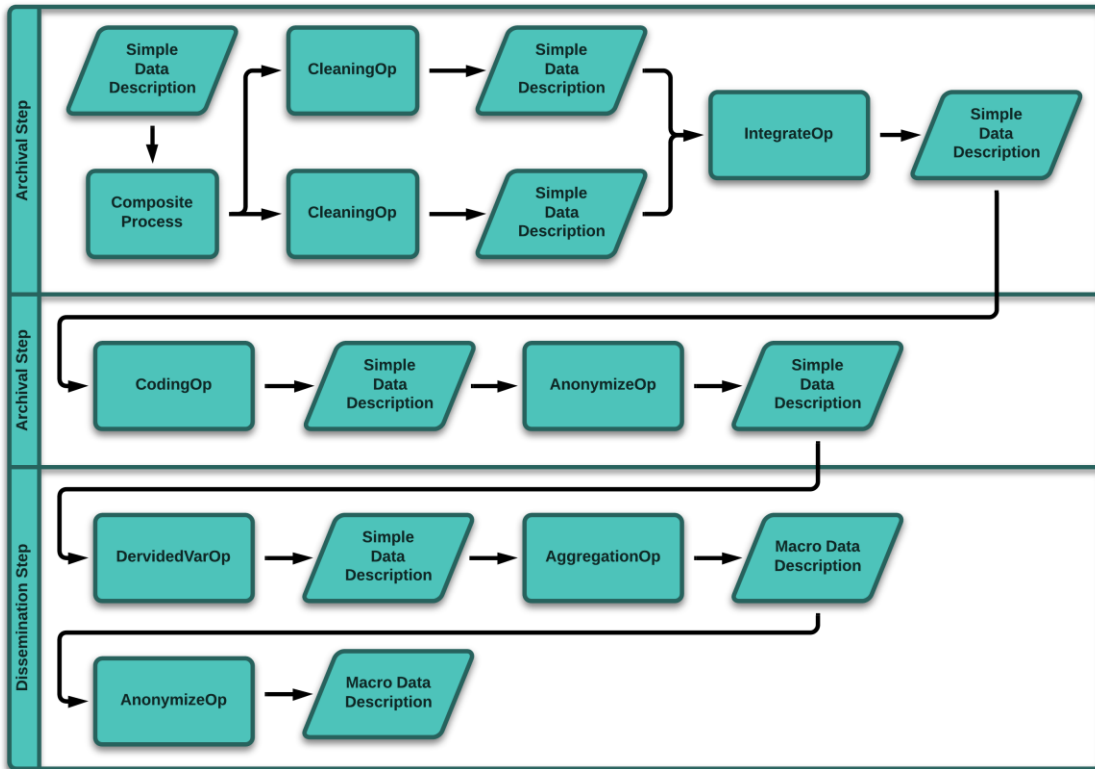 Archival Step
Simple
Data
Description
CleaningOp
Simple
Data
Description
IntegrateOp
Simple
Data
Description
Composite
Process
CleaningOp
Simple
Data
Description
Archival Step
CodingOp
Simple
Data
Description
AnonymizeOp
Simple
Data
Description
Dissemination Step
DervidedVarOp
Simple
Data
Description
AggregationOp
Macro Data
Description
AnonymizeOp
Macro Data
Description